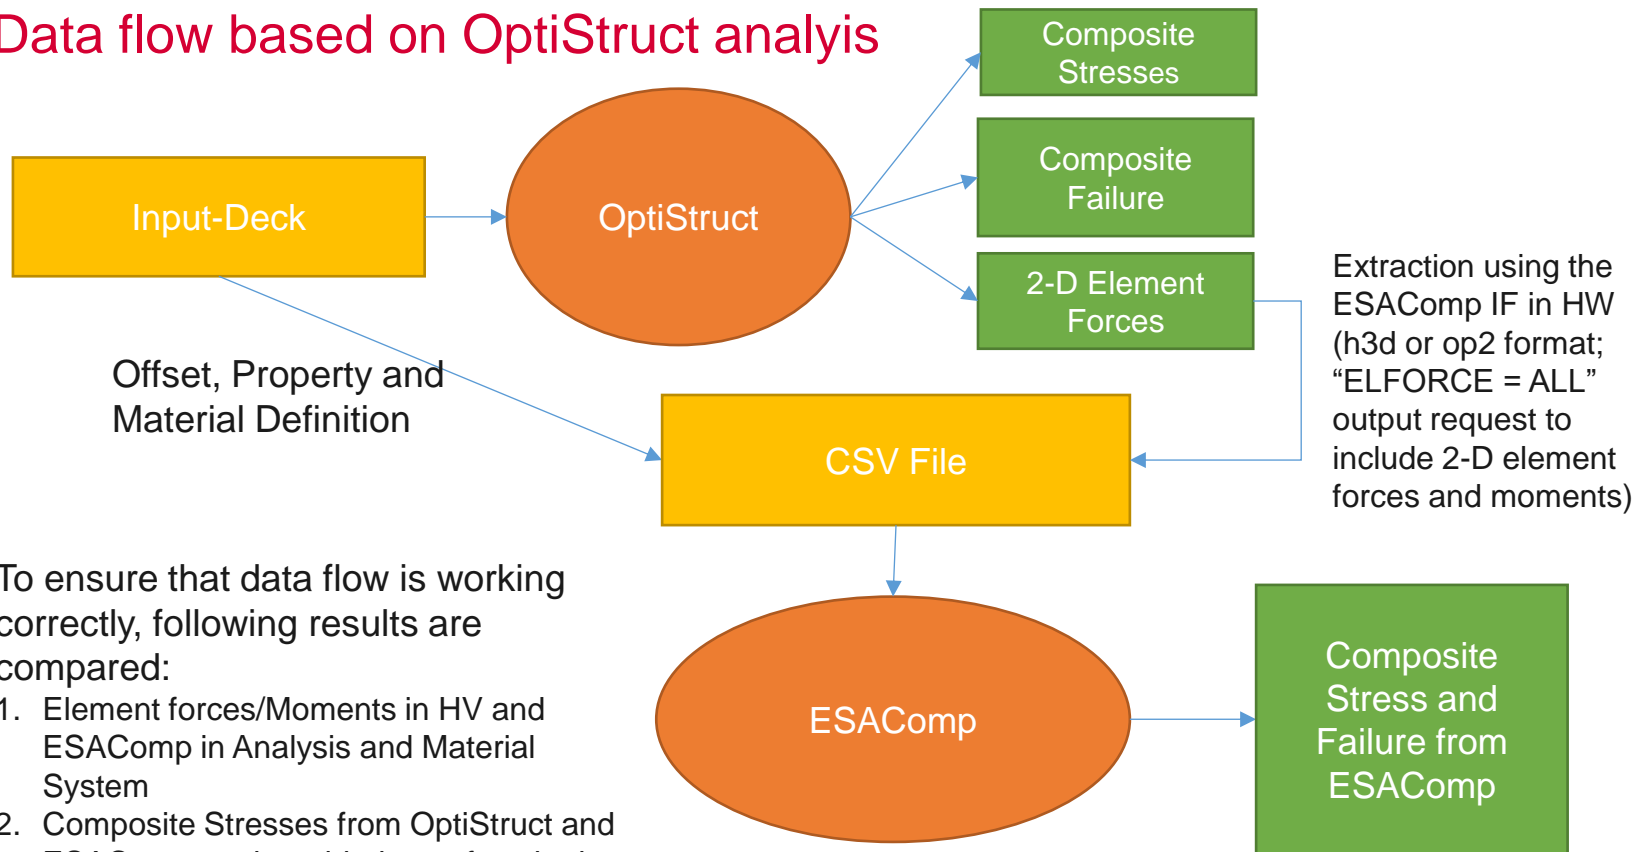 Data flow based on OptiStruct analyis
Composite
Stresses
Composite
Failure
Input-Deck
OptiStruct
2-D Element
Forces
Extraction using the
ESAComp IF in HW
(h3d or op2 format;
“ELFORCE = ALL”
output request to
include 2-D element
forces and moments)
Offset, Property and
Material Definition
CSV File
To ensure that data flow is working
correctly, following results are
compared:
1. Element forces/Moments in HV and
ESAComp in Analysis and Material
System
2. Composite Stresses from OptiStruct and
ESAComp
Composite
Stress and
Failure from
ESAComp